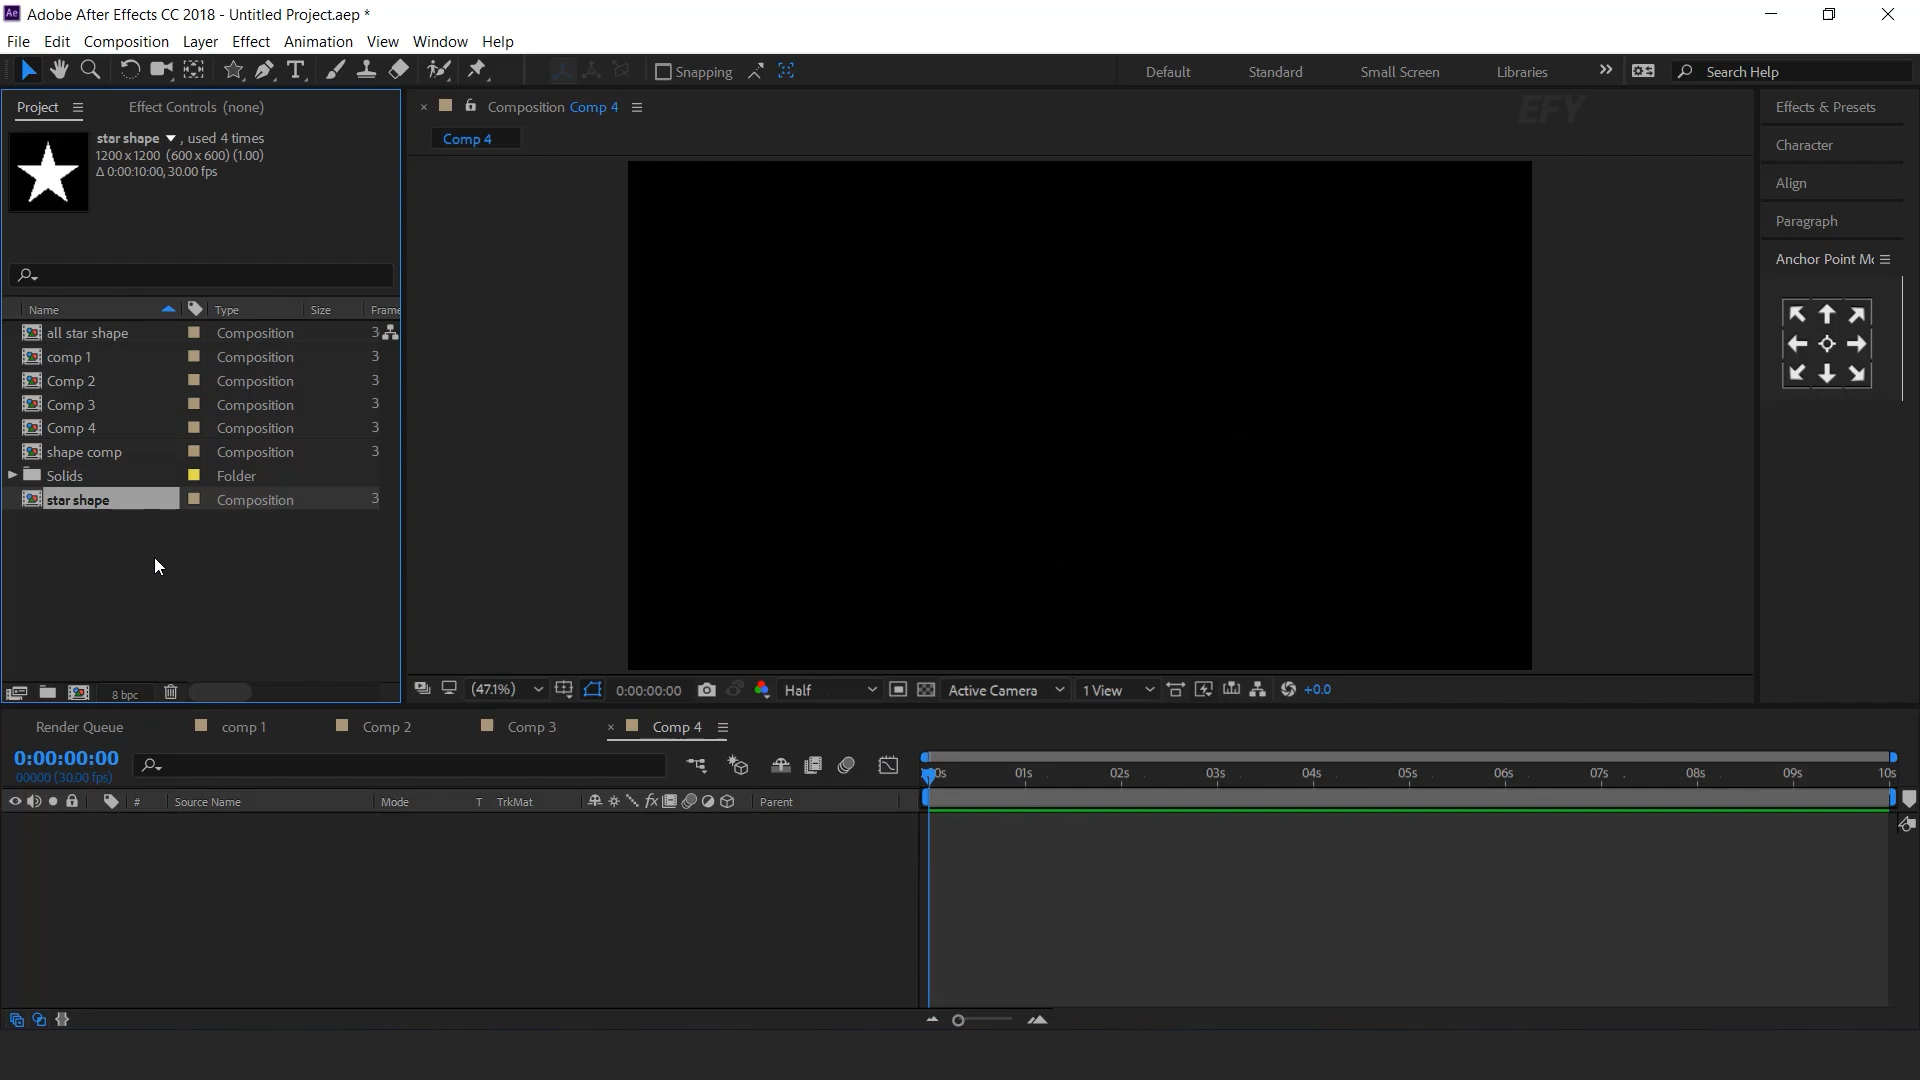 Ae Adobe After Effects CC 2018 - Untitled Project.aep *
File Edit Composition Layer Effect Animation View Window Help
T Snapping Default Standard Small Screen Libraries Search Help
Project Effect Controls (none)
Composition Comp 4
EFY
Comp 4
star shape , used 4 times
1200 x 1200 (600 x 600) (1.00)
Δ 0:00:10:00, 30.00 fps
Effects & Presets
Character
Align
Paragraph
Anchor Point Mo
Name Type Size Frame
all star shape Composition 3
comp 1 Composition 3
Comp 2 Composition 3
Comp 3 Composition 3
Comp 4 Composition 3
shape comp Composition 3
Solids Folder
star shape Composition 3
8 bpc
(47.1%) 0:00:00:00 Half Active Camera 1 View +0.0
Render Queue comp 1 Comp 2 Comp 3 × Comp 4
0:00:00:00
00000 (30.00 fps)
0s 01s 02s 03s 04s 05s 06s 07s 08s 09s 10s
# Source Name Mode T TrkMat fx Parent